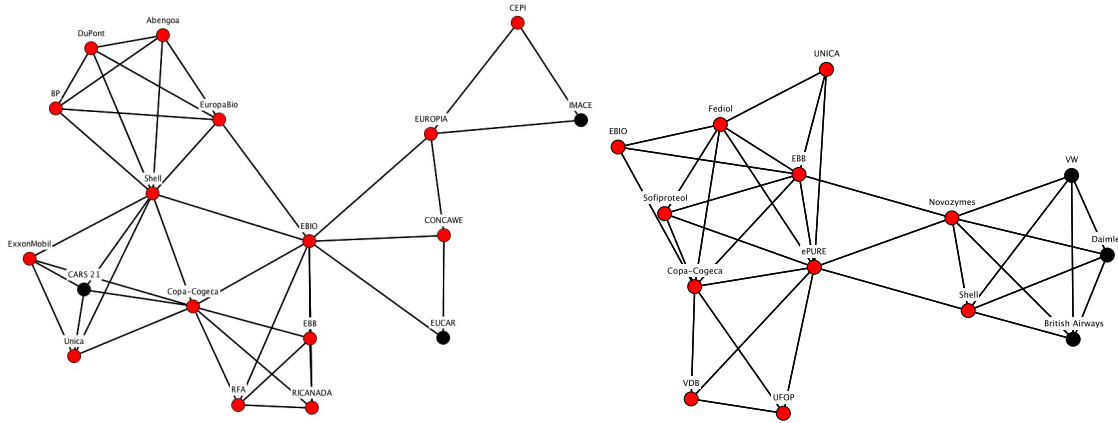 CEPI
Abengoa
DuPont
BP
EuropaBio
IMACE
EUROPIA
Shell
CONCAWE
EBIO
ExxonMobil
CARS 21
Copa-Cogeca
EBB
EUCAR
Unica
RFA
RICANADA
UNICA
Fediol
EBIO
EBB
VW
Sofiproteol
Novozymes
Daimle
ePURE
Copa-Cogeca
Shell
British Airways
VDB
UFOP